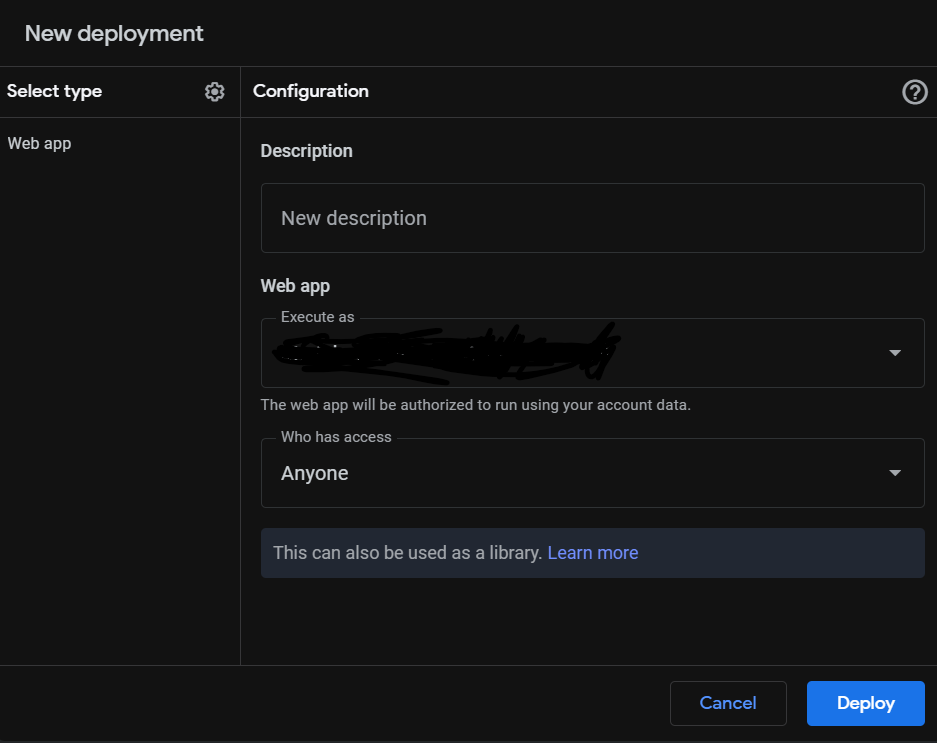 New deployment
Select type
Configuration
Web app
Description
New description
Web app
Execute as
The web app will be authorized to run using your account data.
Who has access
Anyone
This can also be used as a library. Learn more
Cancel
Deploy